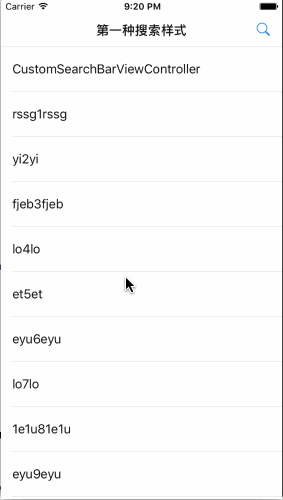 Carrier 9:20 PM
第一种搜索样式
CustomSearchBarViewController
rssg1rssg
yi2yi
fjeb3fjeb
lo4lo
et5et
eyu6eyu
lo7lo
1e1u81e1u
eyu9eyu